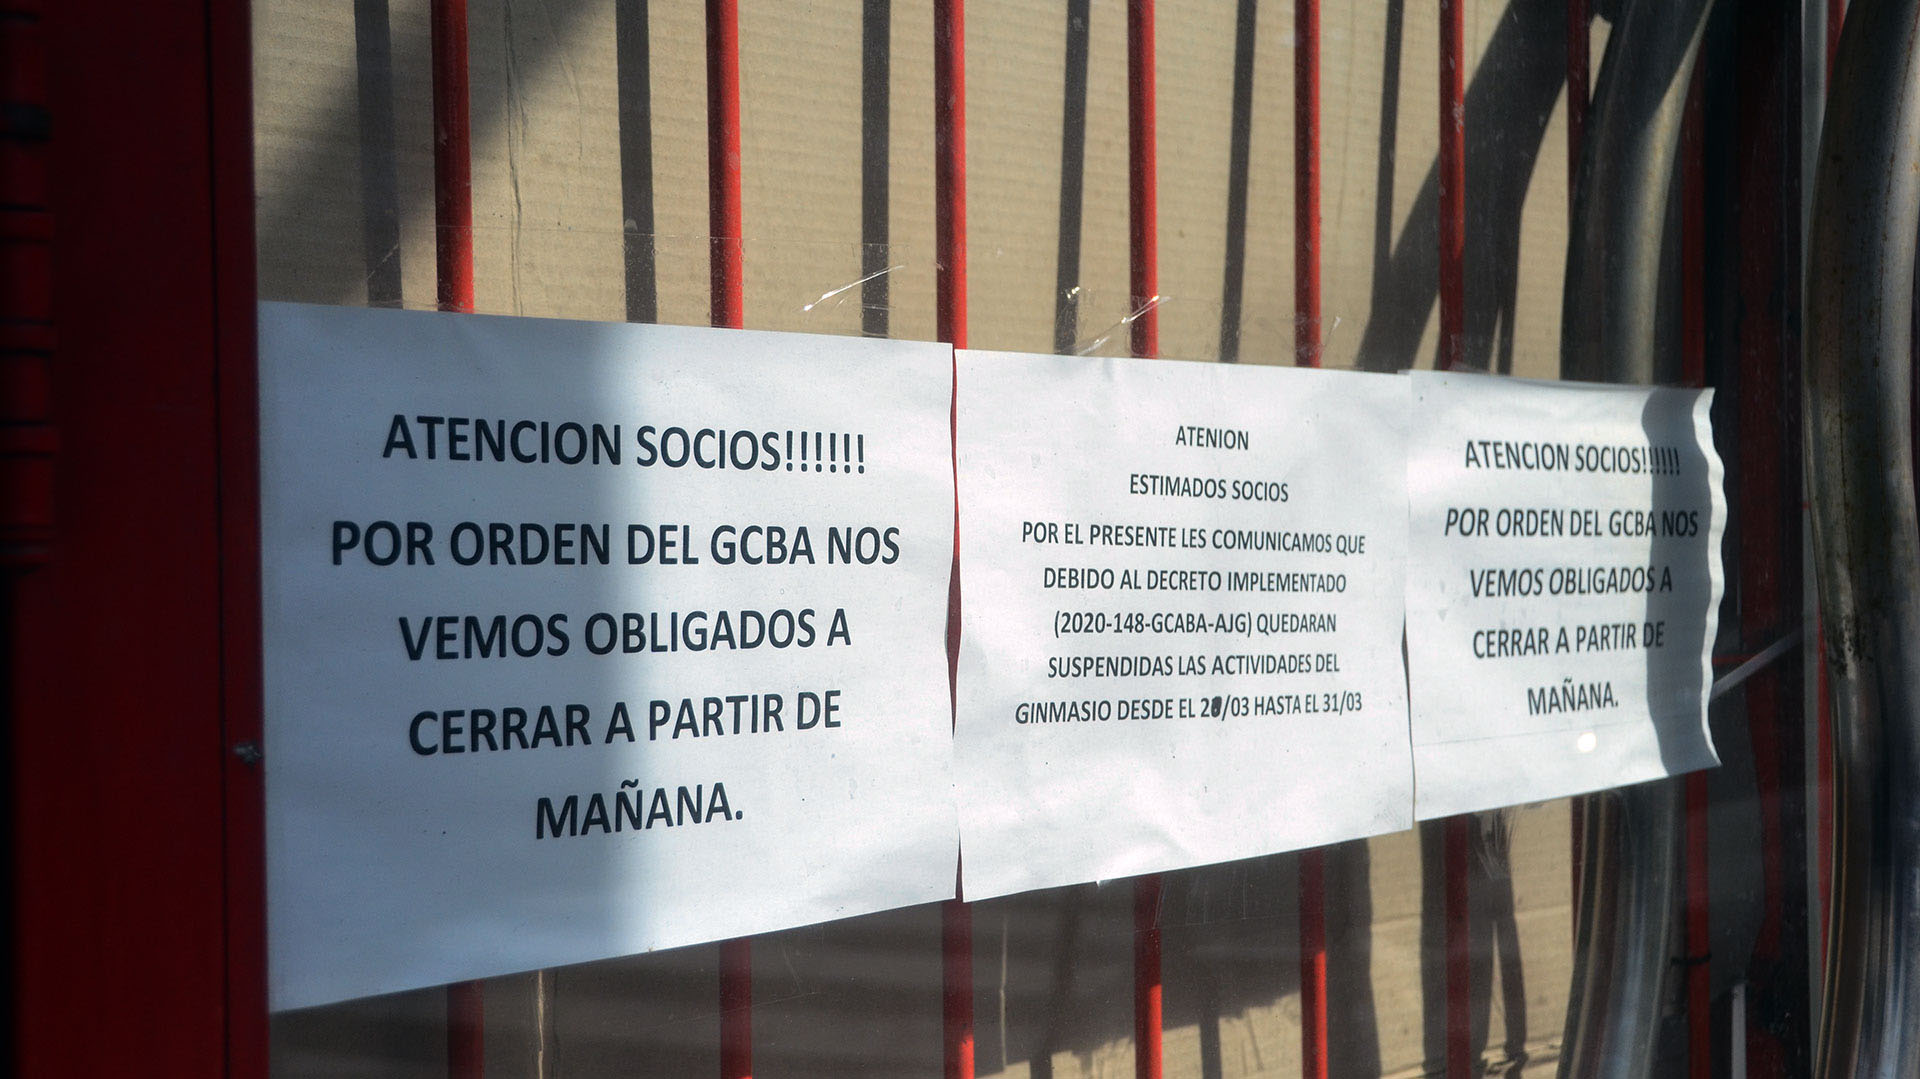 ATENCION SOCIOS!!!!!!
POR ORDEN DEL GCBA NOS
VEMOS OBLIGADOS A
CERRAR A PARTIR DE
MAÑANA.
ATENION
ESTIMADOS SOCIOS
POR EL PRESENTE LES COMUNICAMOS QUE
DEBIDO AL DECRETO IMPLEMENTADO
(2020-148-GCABA-AJG) QUEDARAN
SUSPENDIDAS LAS ACTIVIDADES DEL
GINMASIO DESDE EL HASTA EL 31/03
ATENCION SOCIOS!!!!!!
POR ORDEN DEL GCBA NOS
VEMOS OBLIGADOS A
CERRAR A PARTIR DE
MAÑANA.